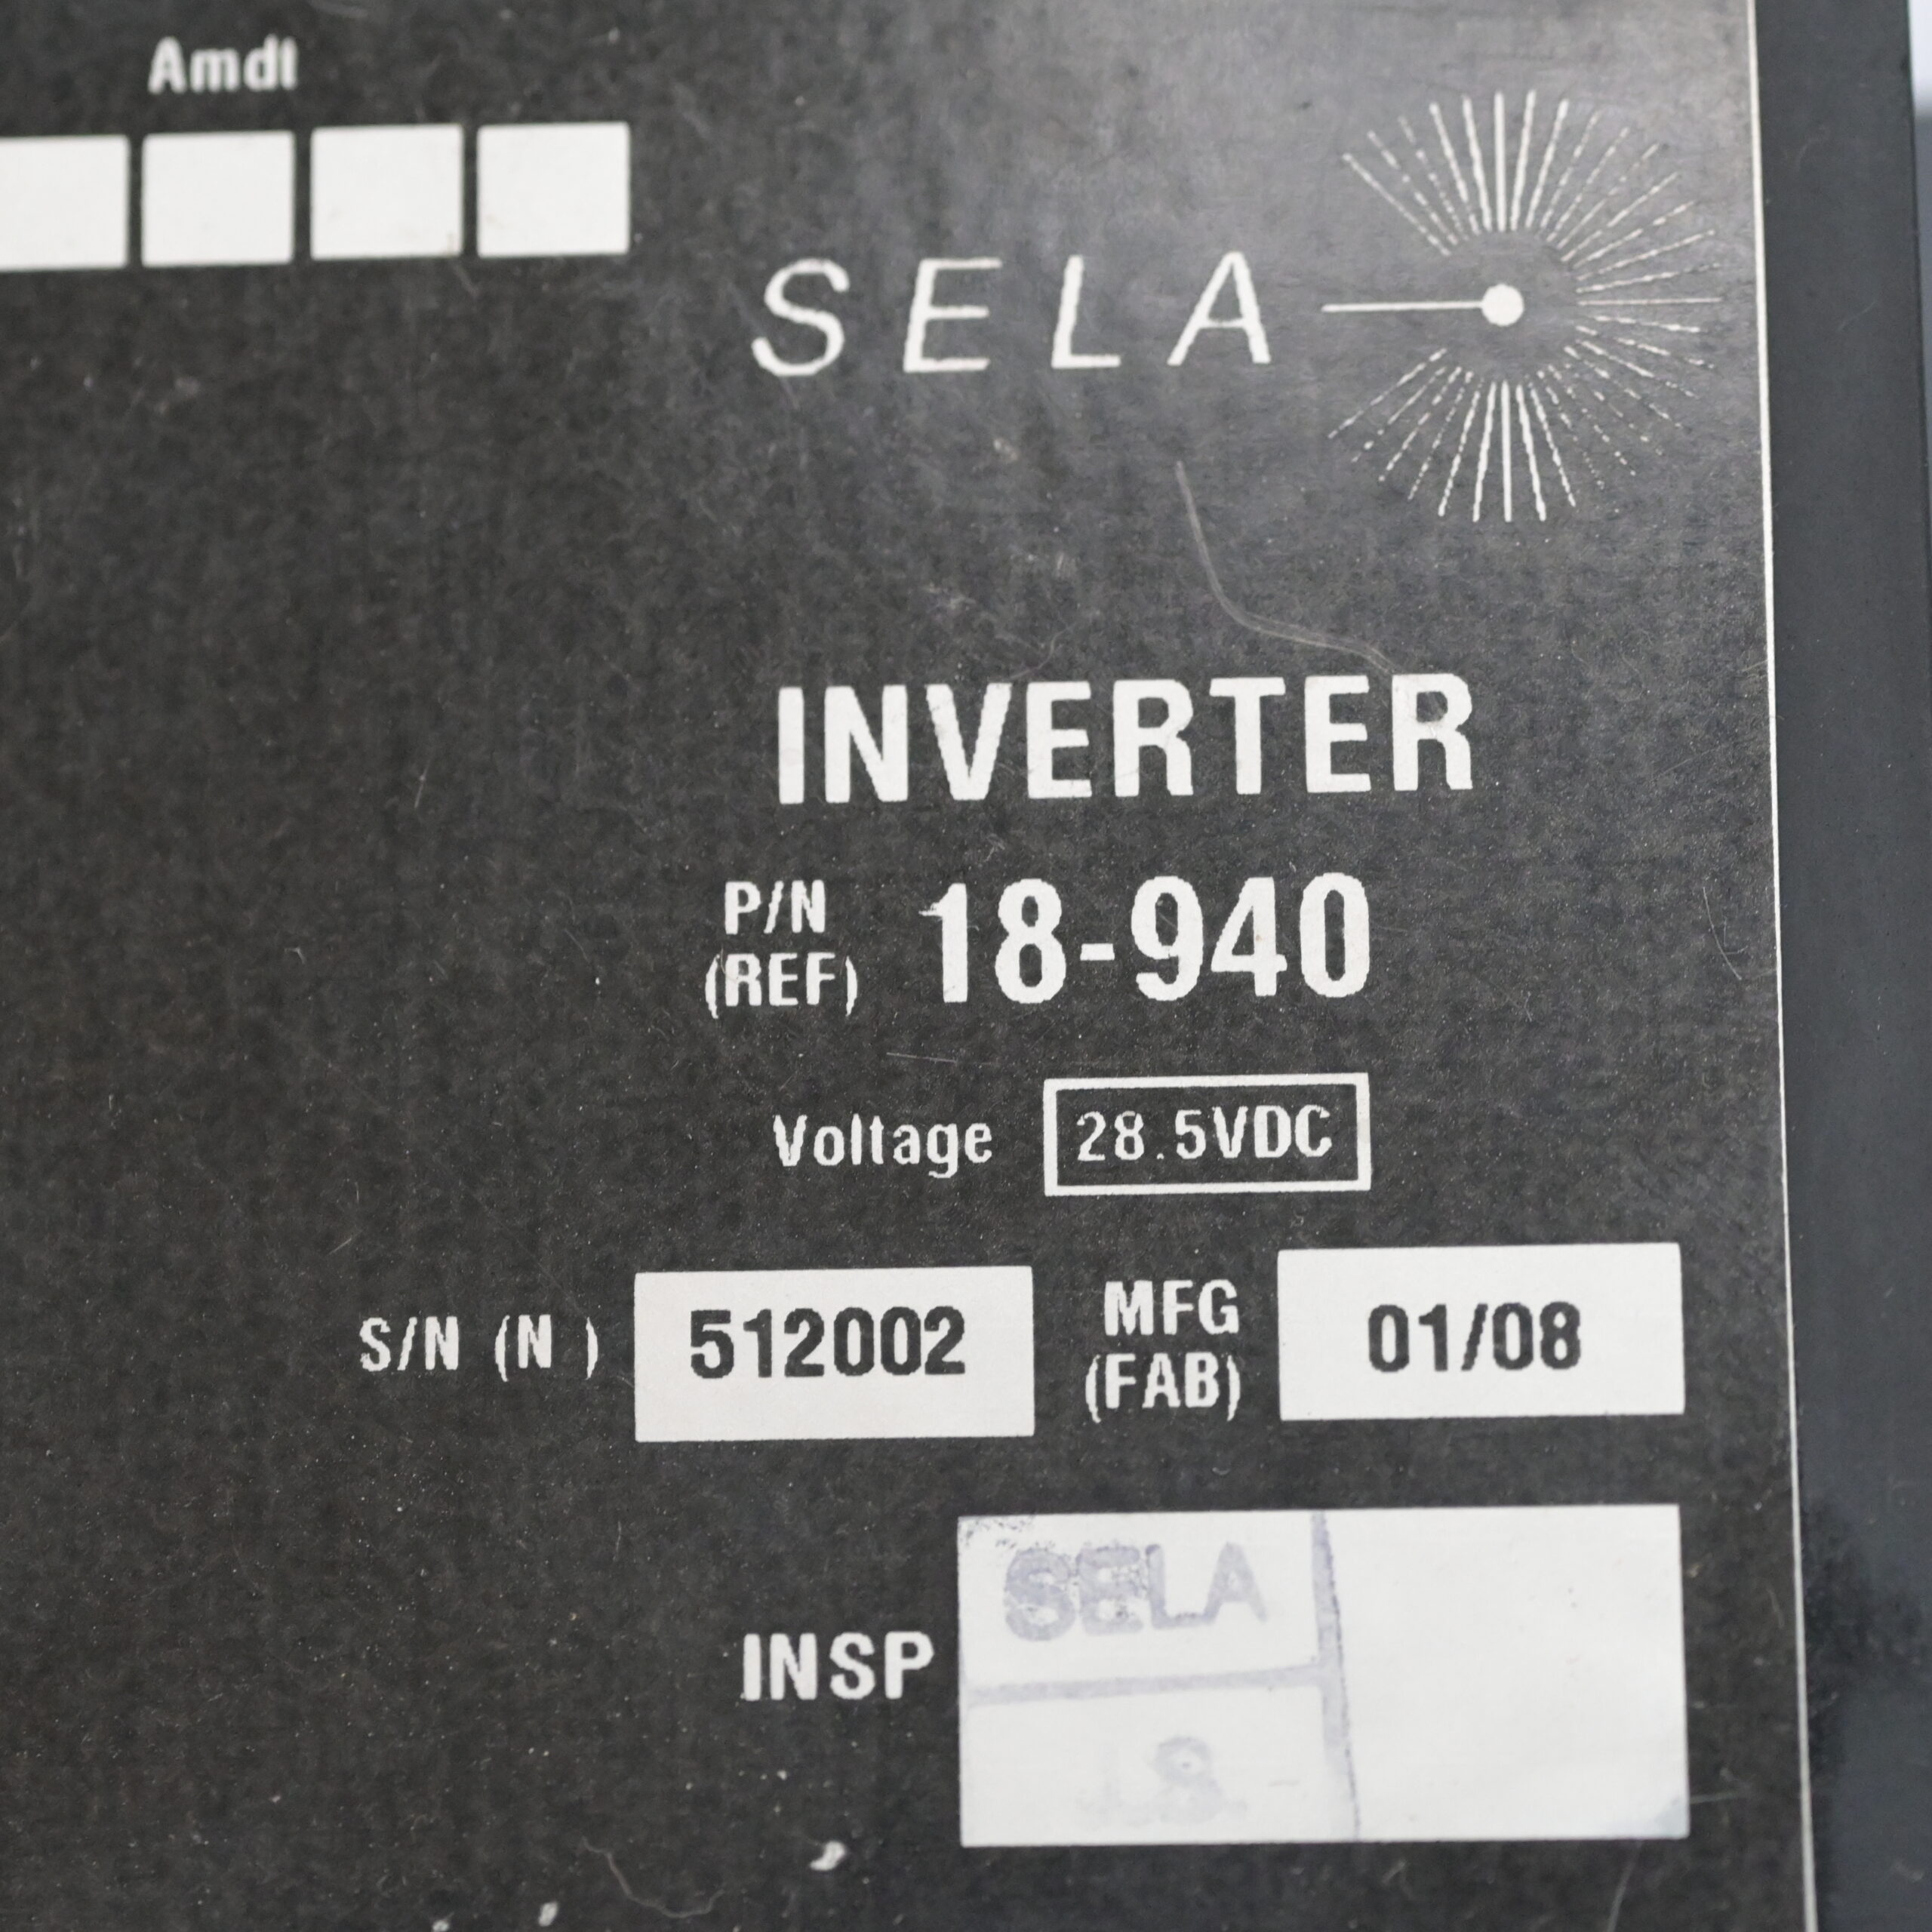 Amdt
SELA
INVERTER
P/N
(REF)
18-940
Voltage 28.5VDC
S/N (N ) 512002
MFG
(FAB)
01/08
INSP
SELA